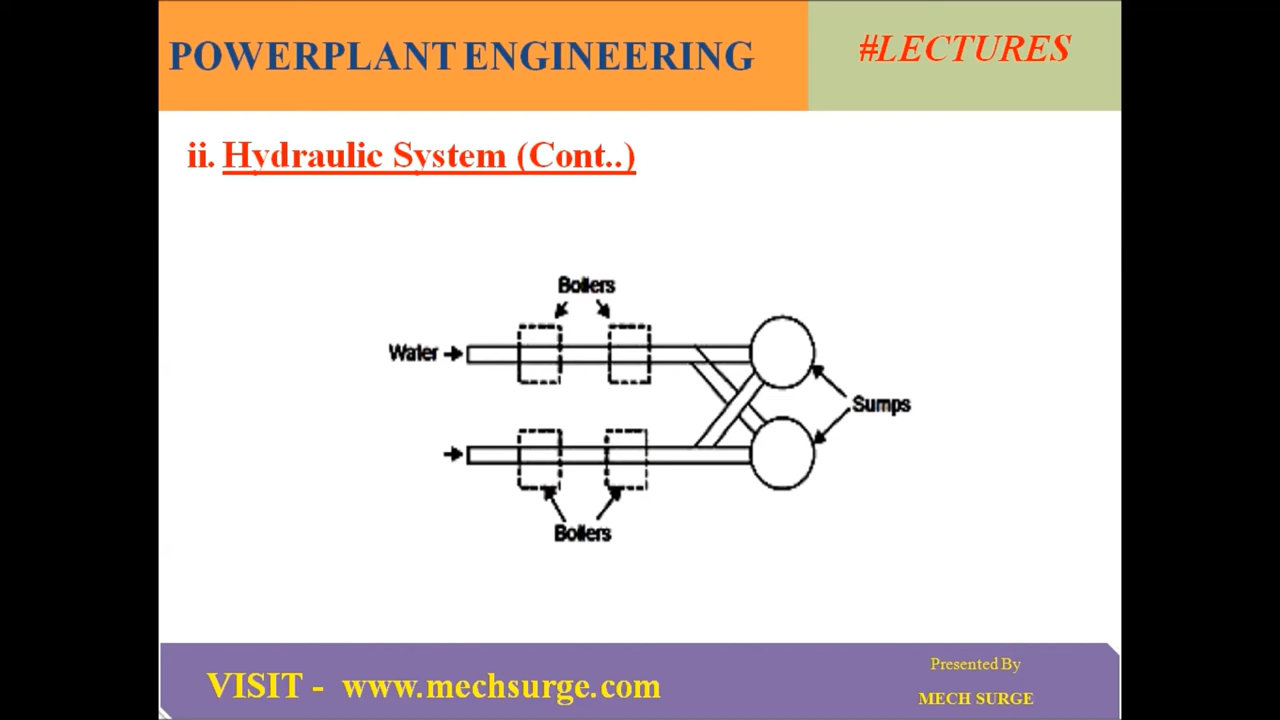 POWERPLANT ENGINEERING
#LECTURES
ii. Hydraulic System (Cont..)
Boilers
Water
Sumps
Boilers
VISIT - www.mechsurge.com
Presented By
MECH SURGE